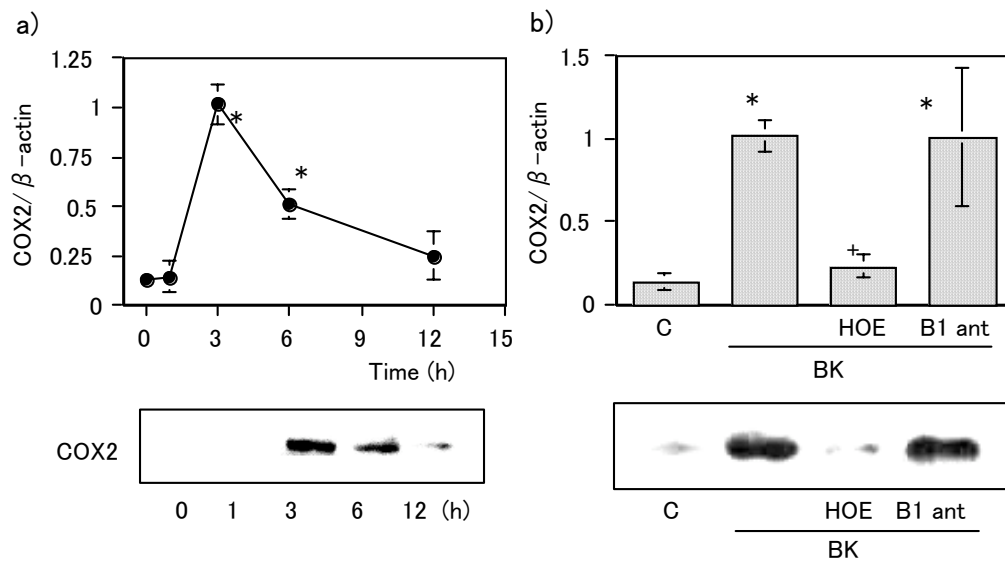 a)
COX2/β-actin
1.25
1
0.75
0.5
0.25
0
*
*
0 3 6 9 12 15
Time (h)
COX2
0 1 3 6 12 (h)
b)
COX2/β-actin
1.5
1
0.5
0
*
+
*
C HOE B1 ant
BK
C HOE B1 ant
BK